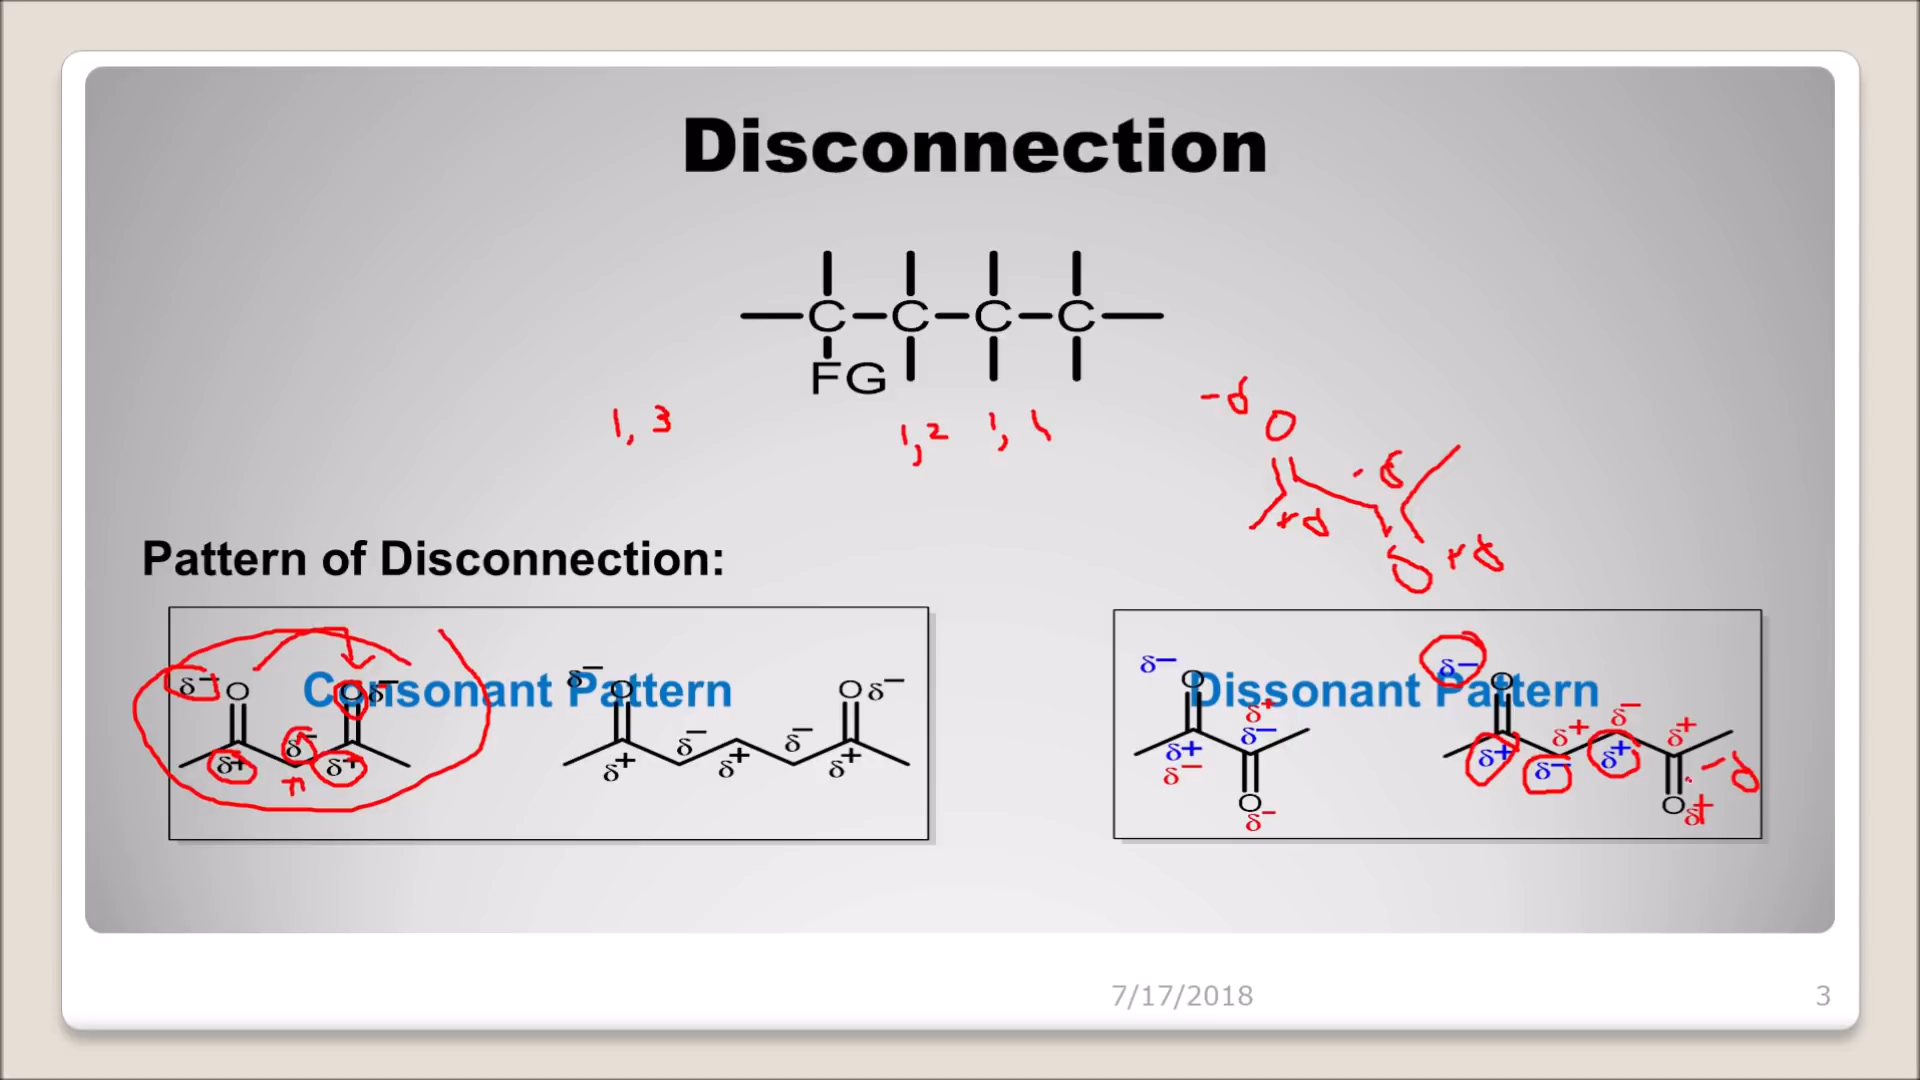 Disconnection
C C C C
FG
1, 3
1,2 1, 4
-δ O
-δ
+δ
O +δ
Pattern of Disconnection:
Consonant Pattern
δ− O O δ−
δ−
δ+ δ+
δ− O O δ−
δ− δ−
δ+ δ+ δ+
Dissonant Pattern
δ− O
δ+
δ+ δ−
δ−
O
δ−
δ− O
δ+ δ− δ+
δ+ δ− δ+
-δ
O δ+
7/17/2018 3